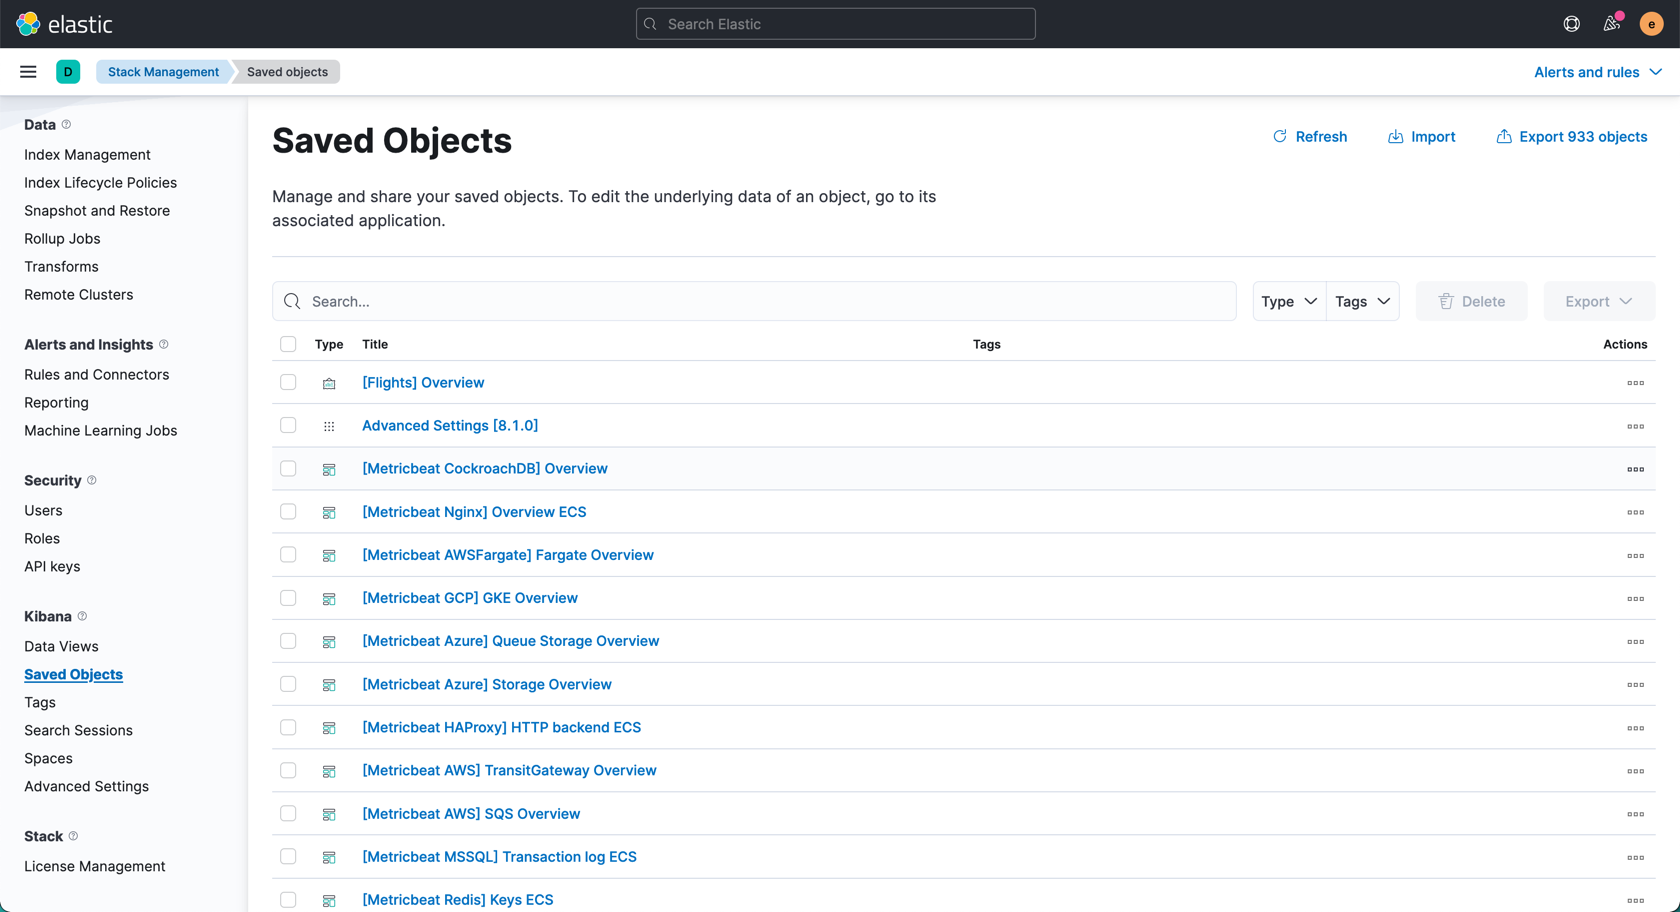 elastic
Search Elastic
e
D
Stack Management
Saved objects
Alerts and rules
Data
Index Management
Index Lifecycle Policies
Snapshot and Restore
Rollup Jobs
Transforms
Remote Clusters
Alerts and Insights
Rules and Connectors
Reporting
Machine Learning Jobs
Security
Users
Roles
API keys
Kibana
Data Views
Saved Objects
Tags
Search Sessions
Spaces
Advanced Settings
Stack
License Management
Saved Objects
Refresh
Import
Export 933 objects
Manage and share your saved objects. To edit the underlying data of an object, go to its
associated application.
Search...
Type
Tags
Delete
Export
Type Title Tags Actions
[Flights] Overview
Advanced Settings [8.1.0]
[Metricbeat CockroachDB] Overview
[Metricbeat Nginx] Overview ECS
[Metricbeat AWSFargate] Fargate Overview
[Metricbeat GCP] GKE Overview
[Metricbeat Azure] Queue Storage Overview
[Metricbeat Azure] Storage Overview
[Metricbeat HAProxy] HTTP backend ECS
[Metricbeat AWS] TransitGateway Overview
[Metricbeat AWS] SQS Overview
[Metricbeat MSSQL] Transaction log ECS
[Metricbeat Redis] Keys ECS